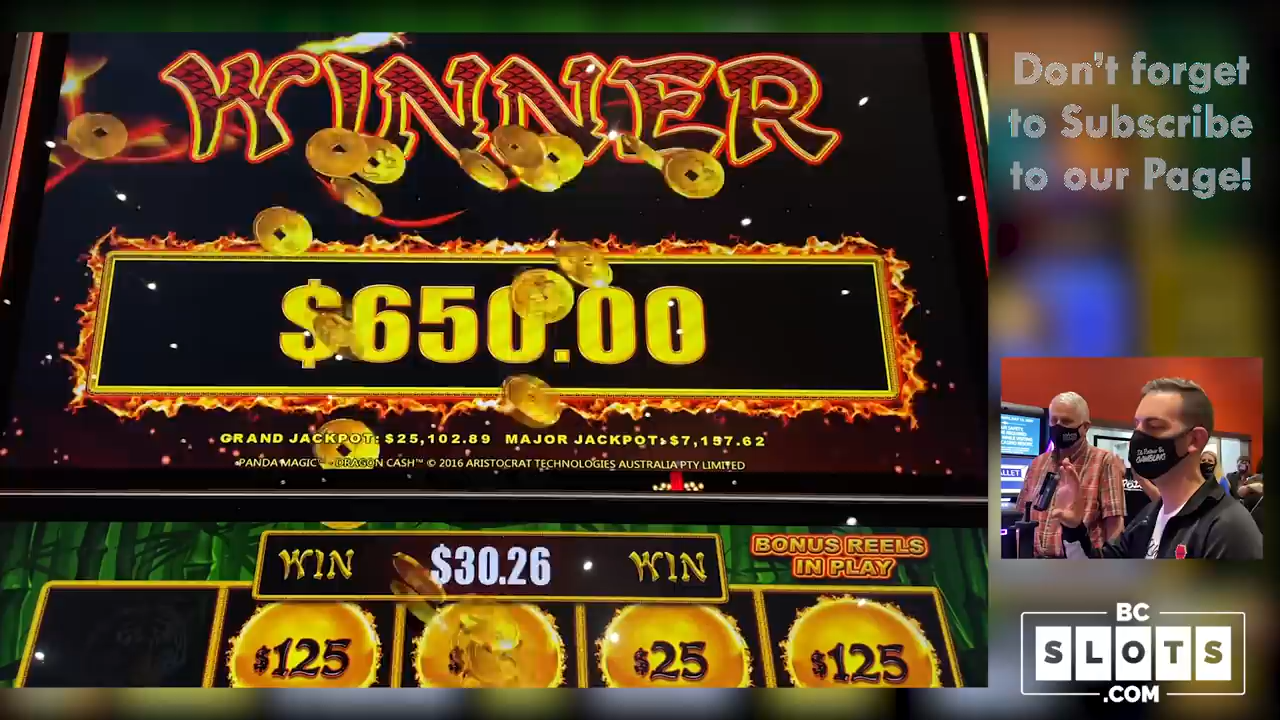 WINNER
$650.00
GRAND JACKPOT: $25,102.89 MAJOR JACKPOT: $7,157.62
PANDA MAGIC™ - DRAGON CASH™ © 2016 ARISTOCRAT TECHNOLOGIES AUSTRALIA PTY LIMITED
WIN $30.26 WIN
BONUS REELS
IN PLAY
$125 $25 $125
Don't forget
to Subscribe
to our Page!
BC
SLOTS
.COM